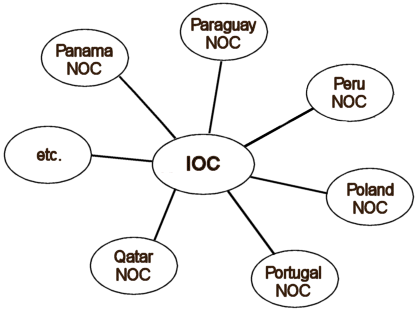 Paraguay
NOC
Panama
NOC
Peru
NOC
etc.
IOC
Poland
NOC
Qatar
NOC
Portugal
NOC